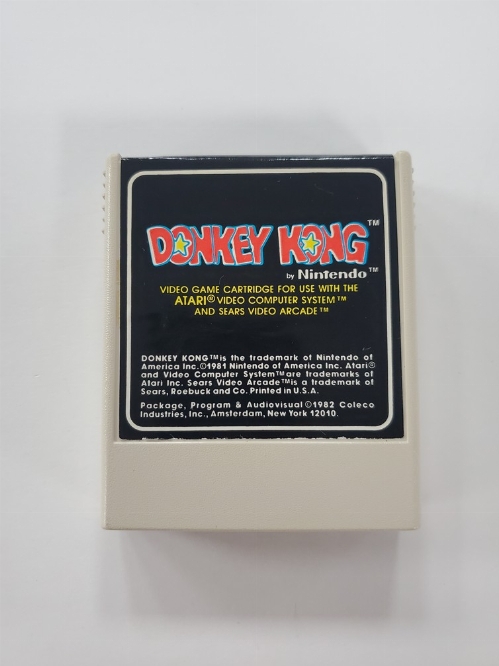 DONKEY KONG™
by Nintendo™
VIDEO GAME CARTRIDGE FOR USE WITH THE
ATARI® VIDEO COMPUTER SYSTEM™
AND SEARS VIDEO ARCADE™
DONKEY KONG™ is the trademark of Nintendo of
America Inc. ©1981 Nintendo of America Inc. Atari®
and Video Computer System™ are trademarks of
Atari Inc. Sears Video Arcade™ is a trademark of
Sears, Roebuck and Co. Printed in U.S.A.
Package, Program & Audiovisual ©1982 Coleco
Industries, Inc., Amsterdam, New York 12010.